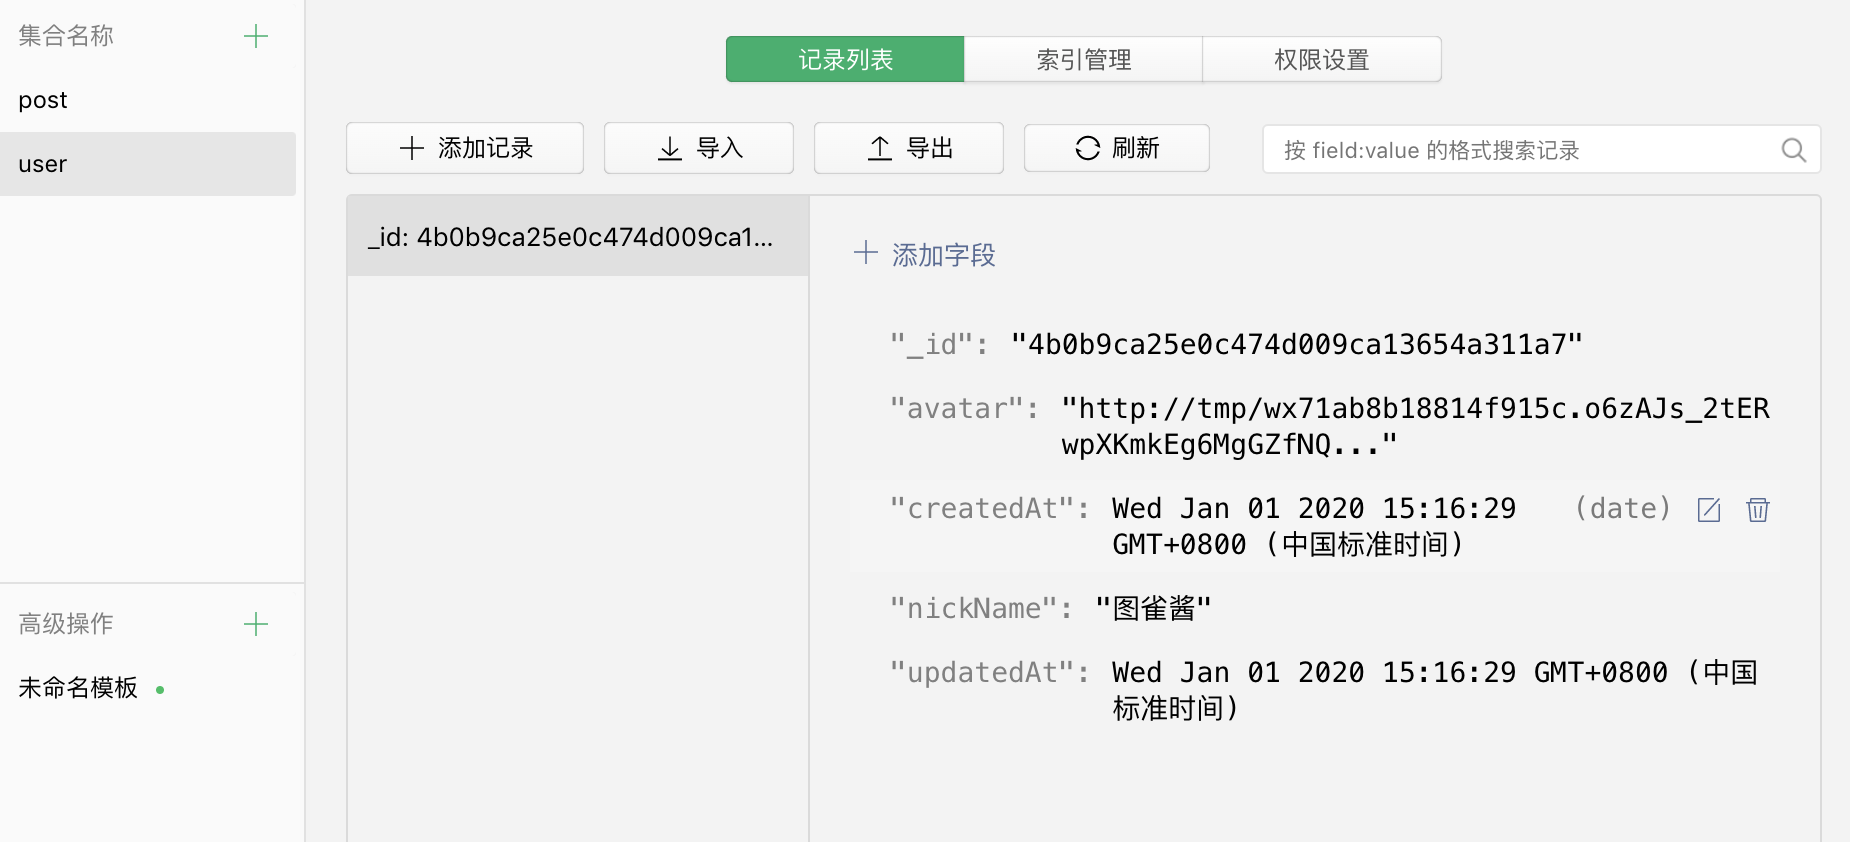 集合名称
post
user
高级操作
未命名模板
记录列表
索引管理
权限设置
添加记录
导入
导出
刷新
按 field:value 的格式搜索记录
_id: 4b0b9ca25e0c474d009ca1...
添加字段
"_id": "4b0b9ca25e0c474d009ca13654a311a7"
"avatar": "http://tmp/wx71ab8b18814f915c.o6zAJs_2tER
wpXKmkEg6MgGZfNQ..."
"createdAt": Wed Jan 01 2020 15:16:29 (date)
GMT+0800 (中国标准时间)
"nickName": "图雀酱"
"updatedAt": Wed Jan 01 2020 15:16:29 GMT+0800 (中国
标准时间)